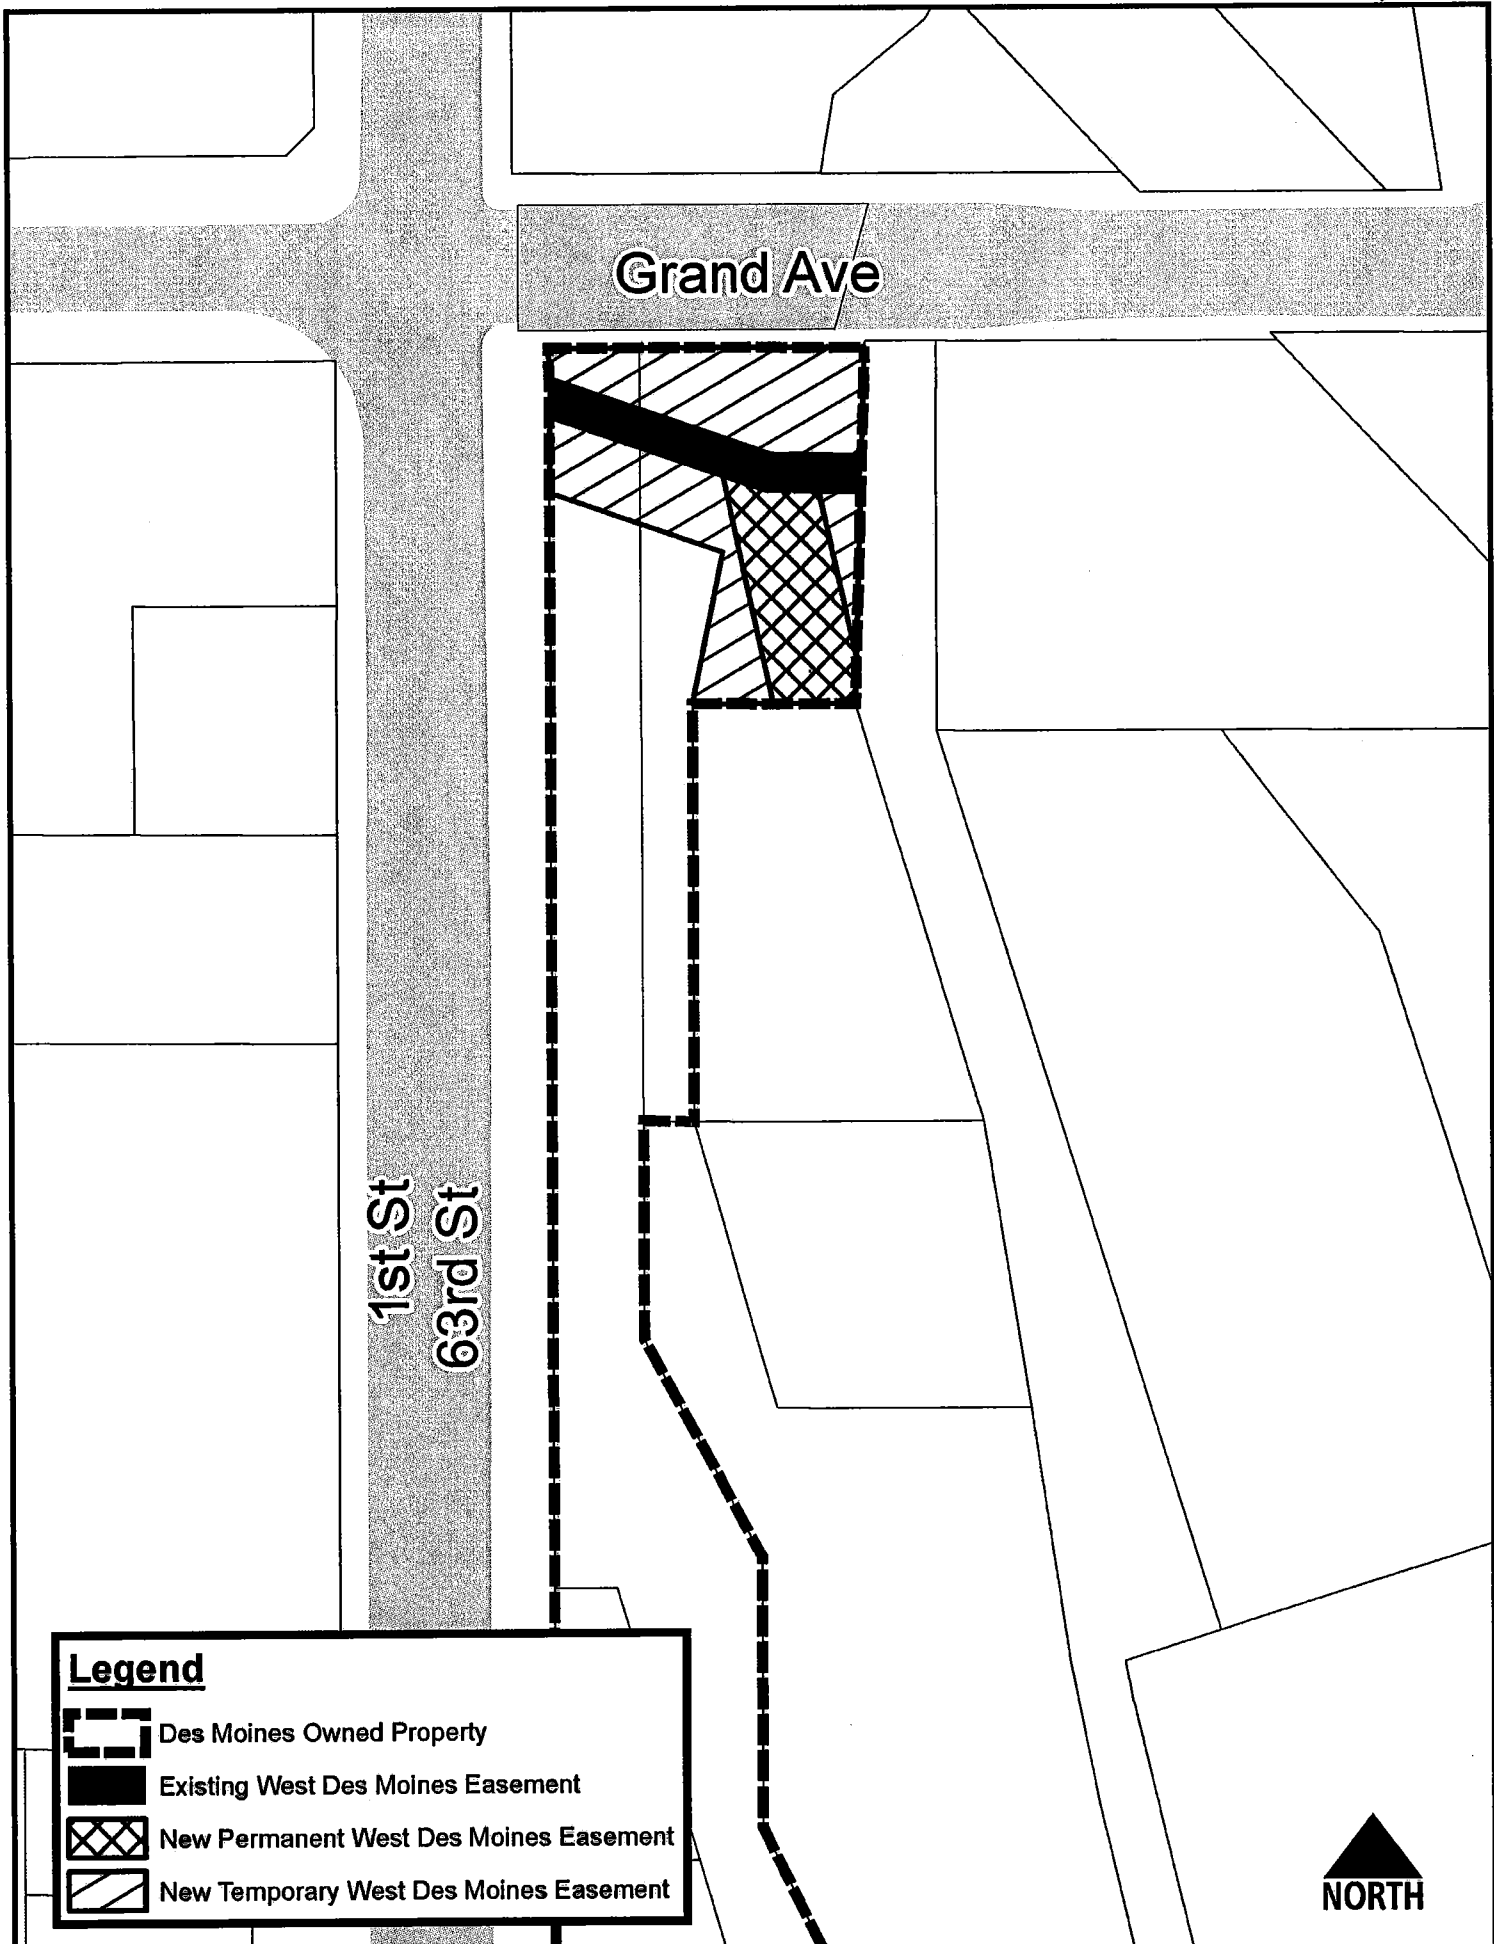 Grand Ave
1st St
63rd St
Legend
Des Moines Owned Property
Existing West Des Moines Easement
New Permanent West Des Moines Easement
New Temporary West Des Moines Easement
NORTH